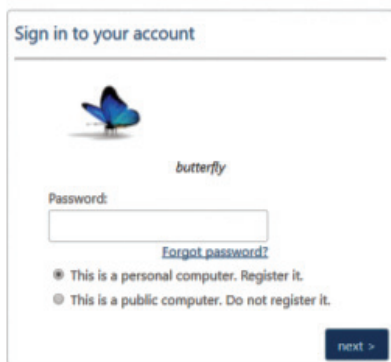 Sign in to your account
butterfly
Password:
Forgot password?
This is a personal computer. Register it.
This is a public computer. Do not register it.
next >